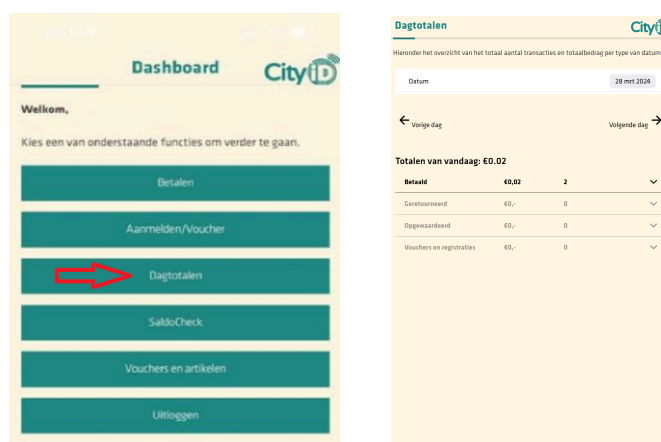 Dashboard
City iD
Welkom,
Kies een van onderstaande functies om verder te gaan.
Betalen
Aanmelden/Voucher
Dagtotalen
SaldoCheck
Vouchers en artikelen
Uitloggen
Dagtotalen
City
Hieronder het overzicht van het totaal aantal transacties en totaalbedrag per type van datum
Datum 28 mrt 2024
← Vorige dag Volgende dag →
Totalen van vandaag: €0.02
Betaald €0,02 2
Geretourneerd €0,- 0
Opgewaardeerd €0,- 0
Vouchers en registraties €0,- 0